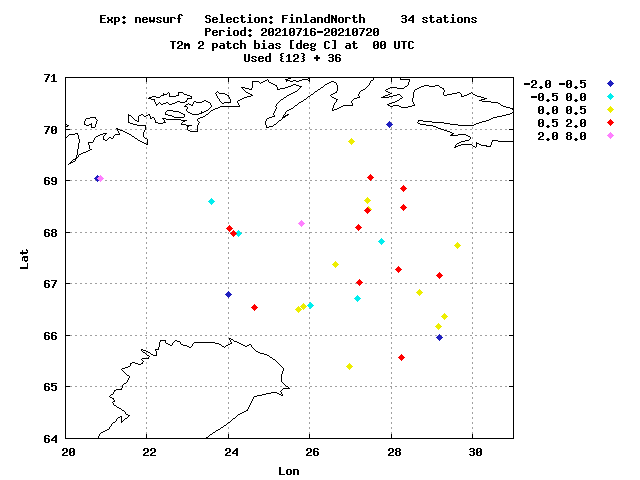 Exp: newsurf   Selection: FinlandNorth     34 stations
Period: 20210716-20210720
T2m 2 patch bias [deg C] at  00 UTC
Used {12} + 36
-2.0 -0.5
-0.5 0.0
0.0 0.5
0.5 2.0
2.0 8.0
71
70
69
68
67
66
65
64
Lat
20 22 24 26 28 30
Lon